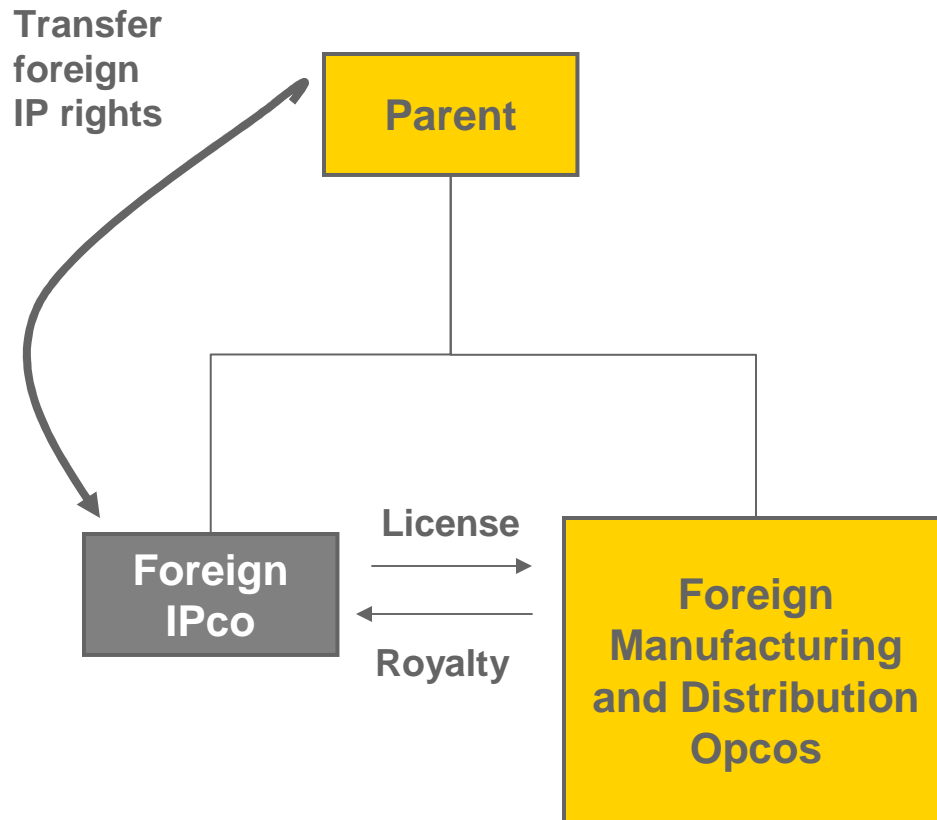 Transfer
foreign
IP rights
Parent
License
Foreign
IPco
Royalty
Foreign
Manufacturing
and Distribution
Opcos